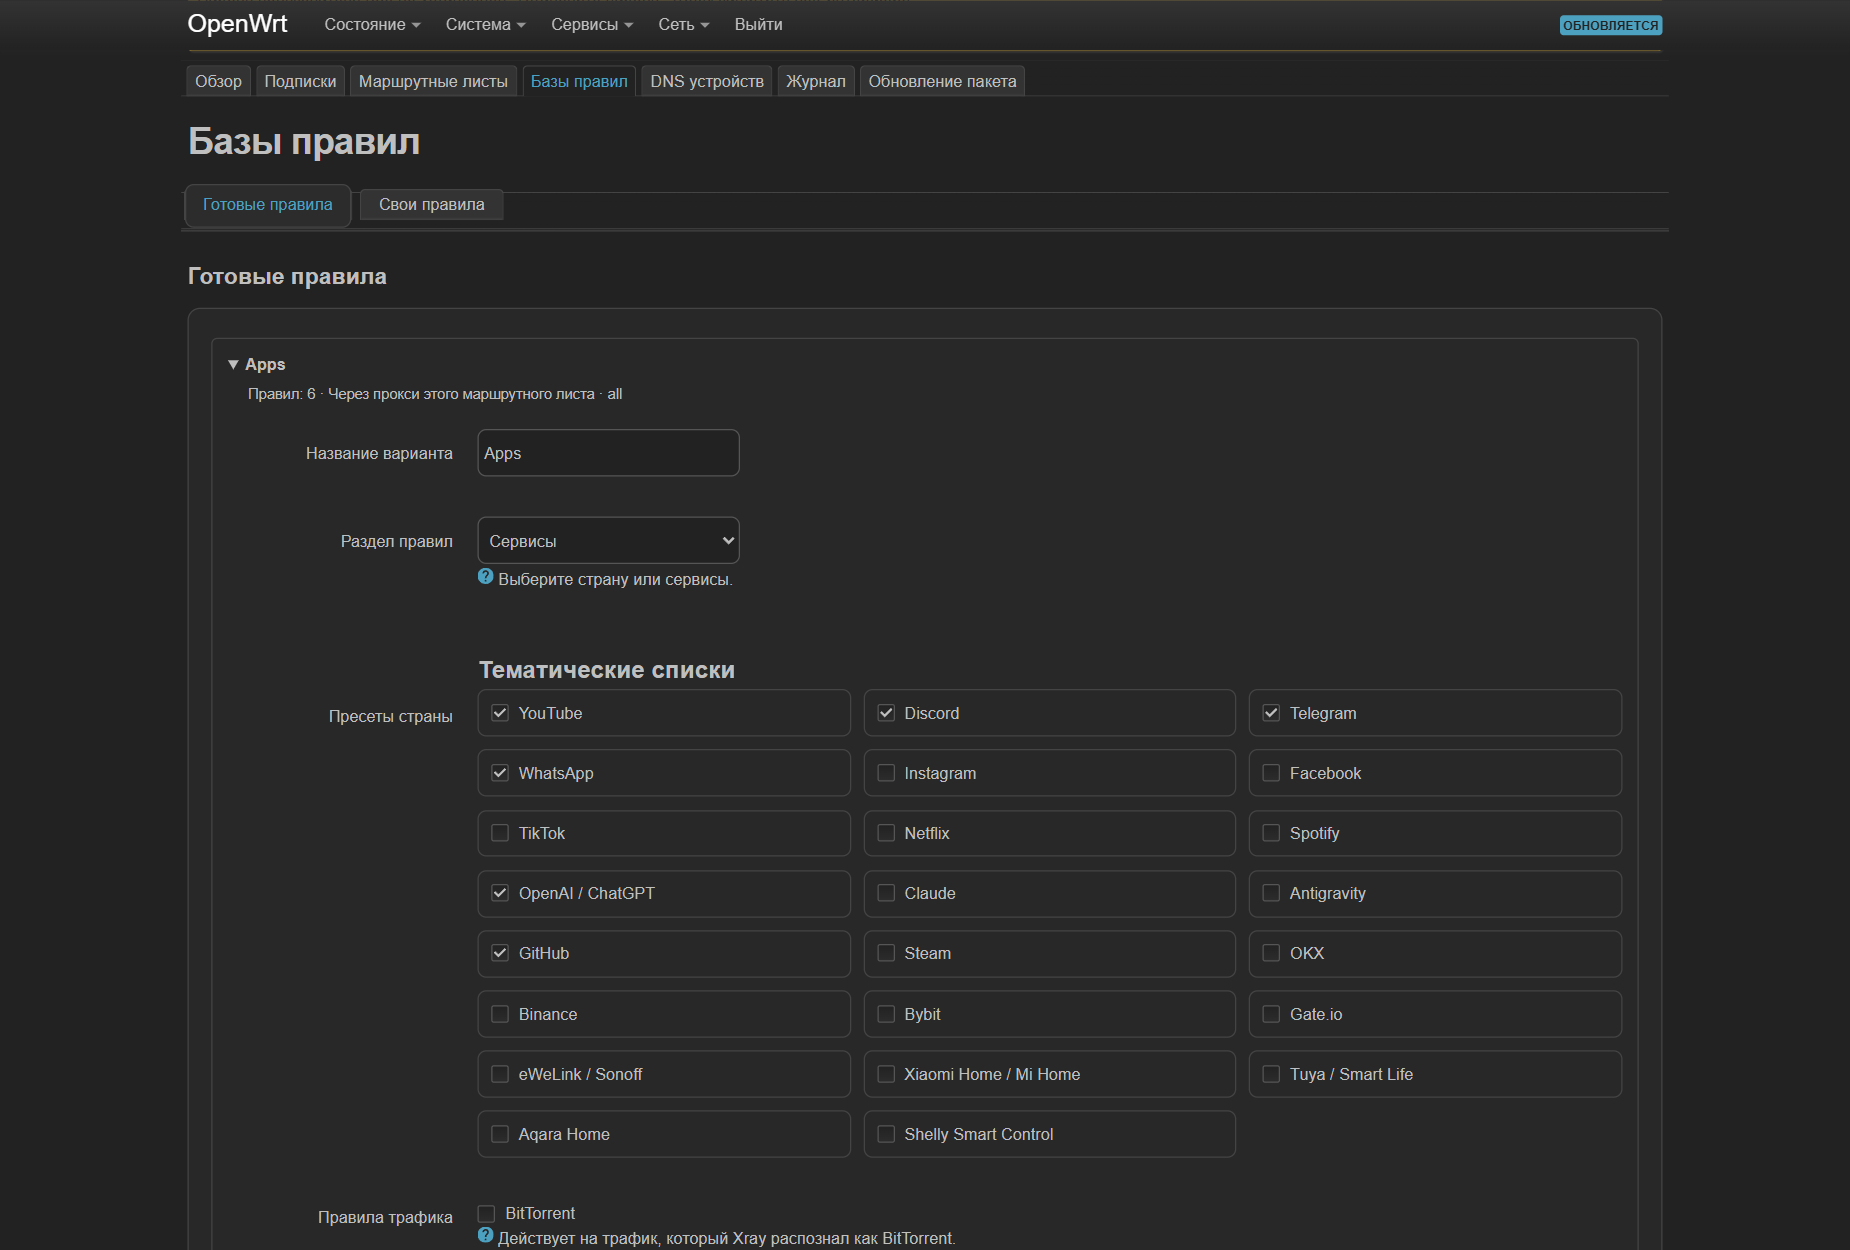 OpenWrt Состояние Система Сервисы Сеть Выйти ОБНОВЛЯЕТСЯ
Обзор Подписки Маршрутные листы Базы правил DNS устройств Журнал Обновление пакета
Базы правил
Готовые правила Свои правила
Готовые правила
Apps
Правил: 6 · Через прокси этого маршрутного листа · all
Название варианта Apps
Раздел правил Сервисы
Выберите страну или сервисы.
Тематические списки
Пресеты страны YouTube Discord Telegram
WhatsApp Instagram Facebook
TikTok Netflix Spotify
OpenAI / ChatGPT Claude Antigravity
GitHub Steam OKX
Binance Bybit Gate.io
eWeLink / Sonoff Xiaomi Home / Mi Home Tuya / Smart Life
Aqara Home Shelly Smart Control
Правила трафика BitTorrent
Действует на трафик, который Xray распознал как BitTorrent.